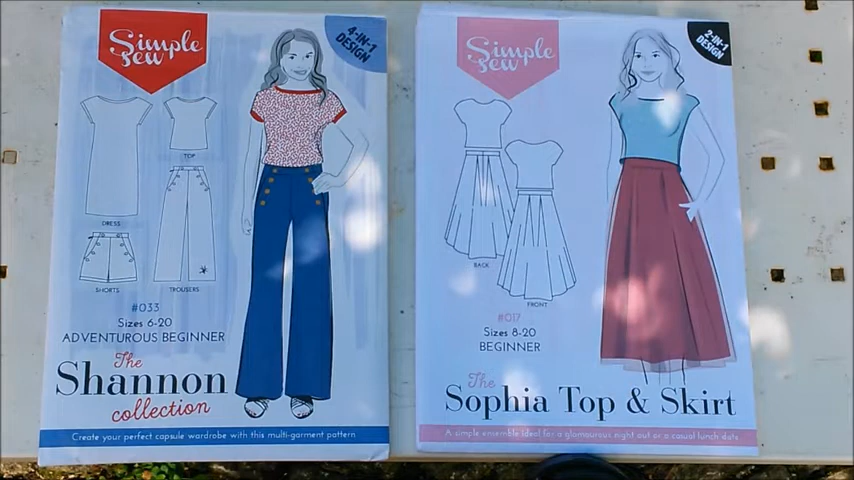 Simple
sew
4-IN-1
DESIGN
TOP
DRESS
SHORTS
TROUSERS
#033
Sizes 6-20
ADVENTUROUS BEGINNER
The
Shannon
collection
Create your perfect capsule wardrobe with this multi-garment pattern
Simple
sew
2-IN-1
DESIGN
BACK
FRONT
#017
Sizes 8-20
BEGINNER
The
Sophia Top & Skirt
A simple ensemble ideal for a glamourous night out or a casual lunch date